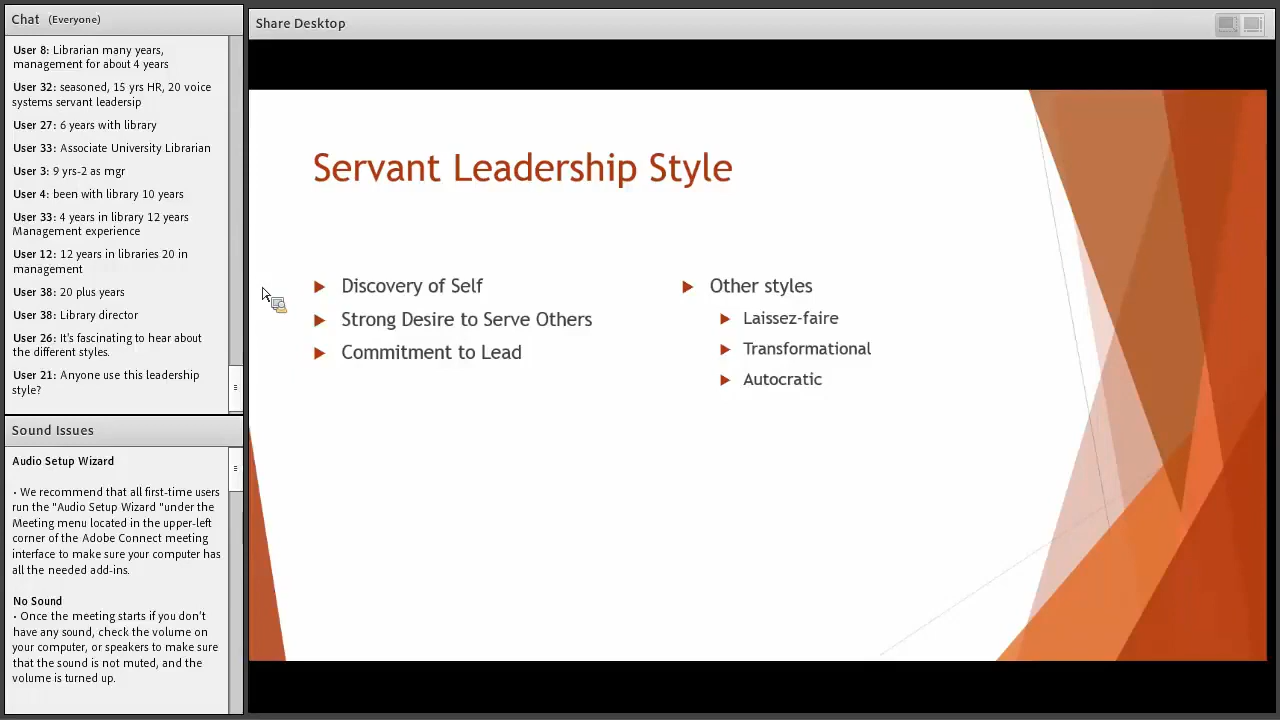 Chat (Everyone)
User 8: Librarian many years,
management for about 4 years
User 32: seasoned, 15 yrs HR, 20 voice
systems servant leadersip
User 27: 6 years with library
User 33: Associate University Librarian
User 3: 9 yrs-2 as mgr
User 4: been with library 10 years
User 33: 4 years in library 12 years
Management experience
User 12: 12 years in libraries 20 in
management
User 38: 20 plus years
User 38: Library director
User 26: It's fascinating to hear about
the different styles.
User 21: Anyone use this leadership
style?
Sound Issues
Audio Setup Wizard
• We recommend that all first-time users
run the "Audio Setup Wizard "under the
Meeting menu located in the upper-left
corner of the Adobe Connect meeting
interface to make sure your computer has
all the needed add-ins.
No Sound
• Once the meeting starts if you don't
have any sound, check the volume on
your computer, or speakers to make sure
that the sound is not muted, and the
volume is turned up.
Share Desktop
Servant Leadership Style
Discovery of Self
Strong Desire to Serve Others
Commitment to Lead
Other styles
Laissez-faire
Transformational
Autocratic